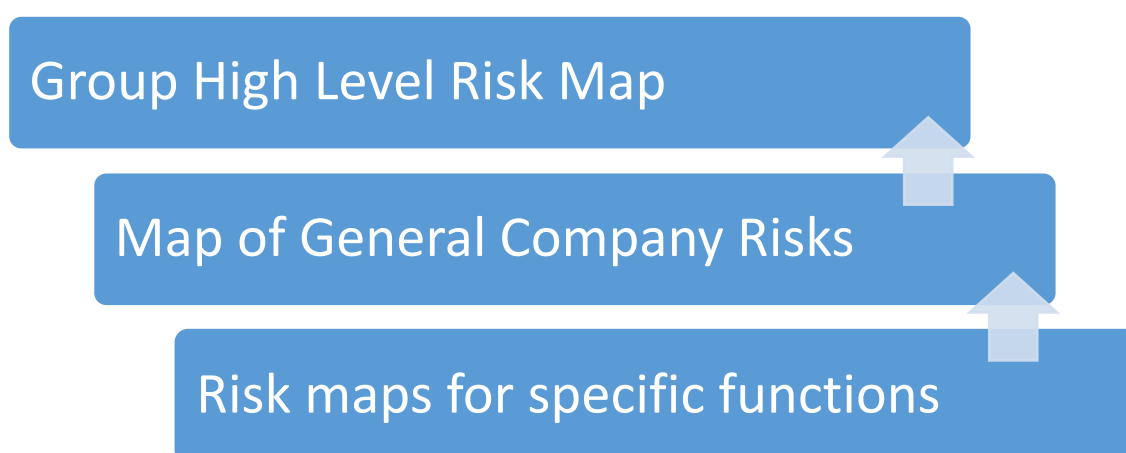 Group High Level Risk Map
Map of General Company Risks
Risk maps for specific functions